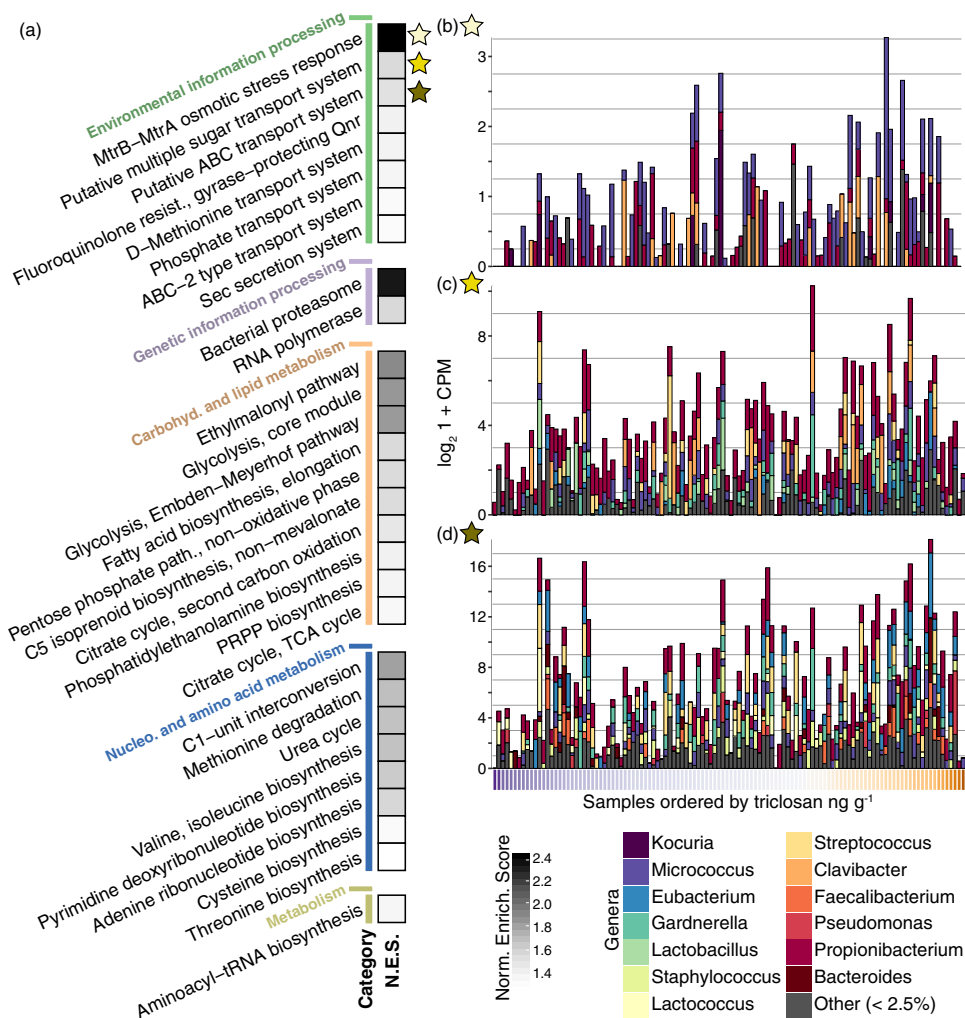 (a)
Environmental information processing
MtrB–MtrA osmotic stress response
Putative multiple sugar transport system
Putative ABC transport system
Fluoroquinolone resist., gyrase–protecting Qnr
D–Methionine transport system
Phosphate transport system
ABC–2 type transport system
Sec secretion system
Genetic information processing
Bacterial proteasome
RNA polymerase
Carbohyd. and lipid metabolism
Ethylmalonyl pathway
Glycolysis, core module
Glycolysis, Embden–Meyerhof pathway
Fatty acid biosynthesis, elongation
Pentose phosphate path., non–oxidative phase
C5 isoprenoid biosynthesis, non–mevalonate
Citrate cycle, second carbon oxidation
Phosphatidylethanolamine biosynthesis
PRPP biosynthesis
Citrate cycle, TCA cycle
Nucleo. and amino acid metabolism
C1–unit interconversion
Methionine degradation
Urea cycle
Valine, isoleucine biosynthesis
Pyrimidine deoxyribonuleotide biosynthesis
Adenine ribonucleotide biosynthesis
Cysteine biosynthesis
Threonine biosynthesis
Metabolism
Aminoacyl–tRNA biosynthesis
Category
N.E.S.
(b)
3
2
1
0
(c)
8
4
0
log2 1 + CPM
(d)
16
12
8
4
0
Samples ordered by triclosan ng g-1
Norm. Enrich. Score
2.4
2.2
2.0
1.8
1.6
1.4
Genera
Kocuria
Micrococcus
Eubacterium
Gardnerella
Lactobacillus
Staphylococcus
Lactococcus
Streptococcus
Clavibacter
Faecalibacterium
Pseudomonas
Propionibacterium
Bacteroides
Other (< 2.5%)